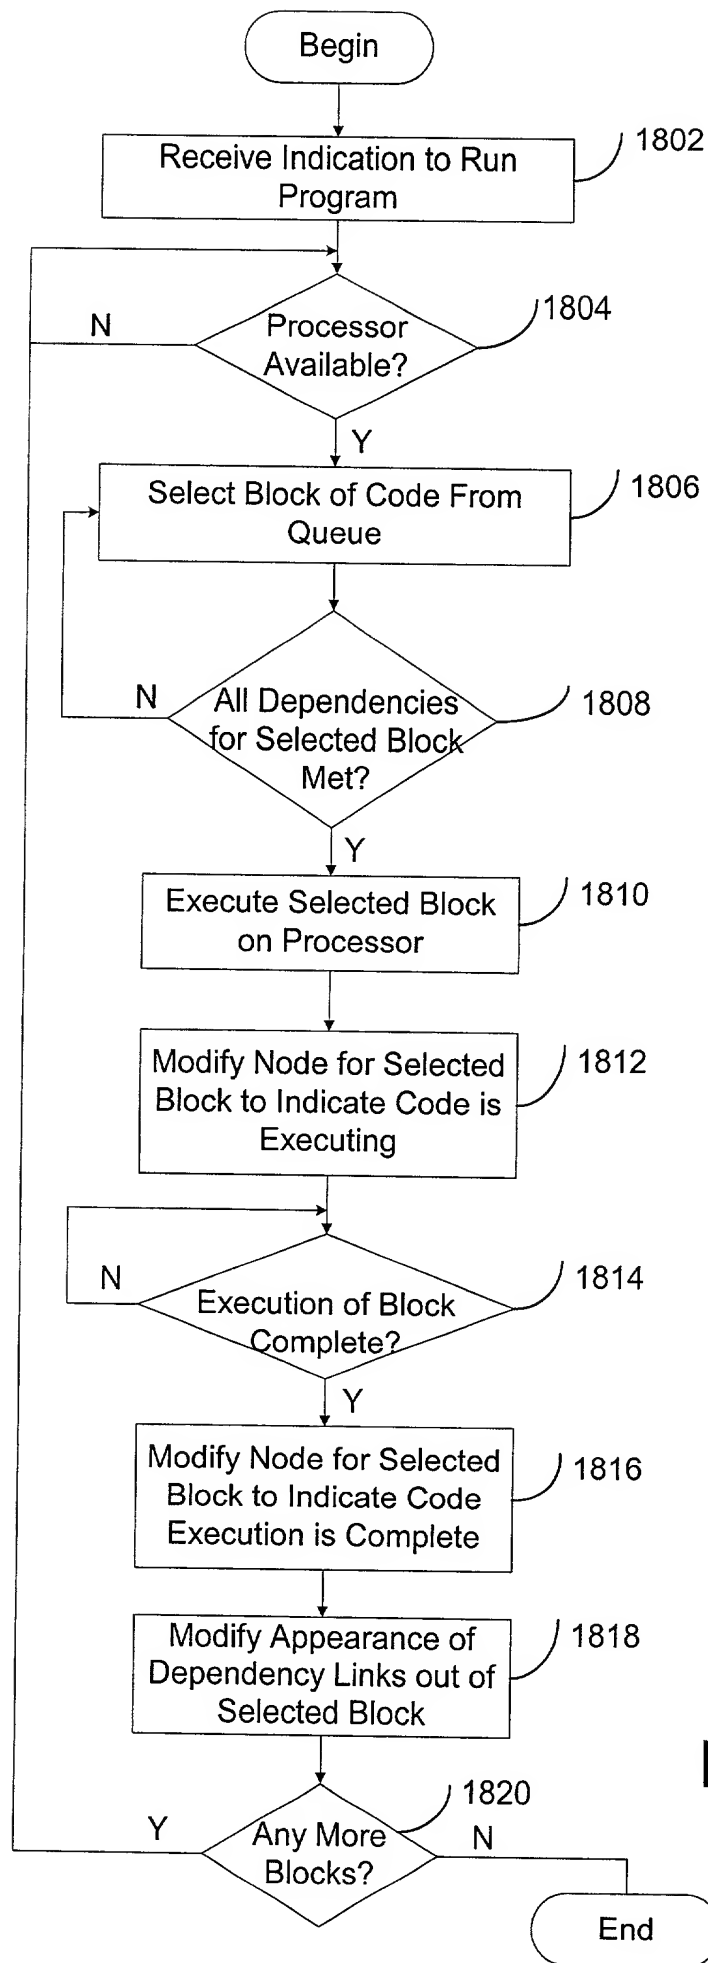 Begin
Receive Indication to Run
Program
1802
N
Processor
Available?
1804
Y
Select Block of Code From
Queue
1806
N
All Dependencies
for Selected Block
Met?
1808
Y
Execute Selected Block
on Processor
1810
Modify Node for Selected
Block to Indicate Code is
Executing
1812
N
Execution of Block
Complete?
1814
Y
Modify Node for Selected
Block to Indicate Code
Execution is Complete
1816
Modify Appearance of
Dependency Links out of
Selected Block
1818
Y
Any More
Blocks?
1820
N
End